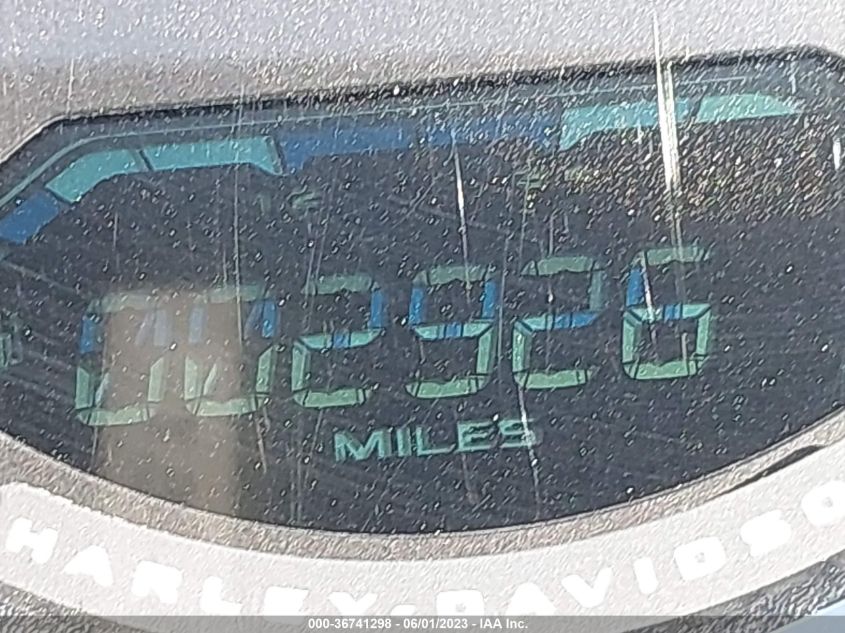 002926
MILES
HARLEY-DAVIDSO
000-36741298 - 06/01/2023 - IAA Inc.